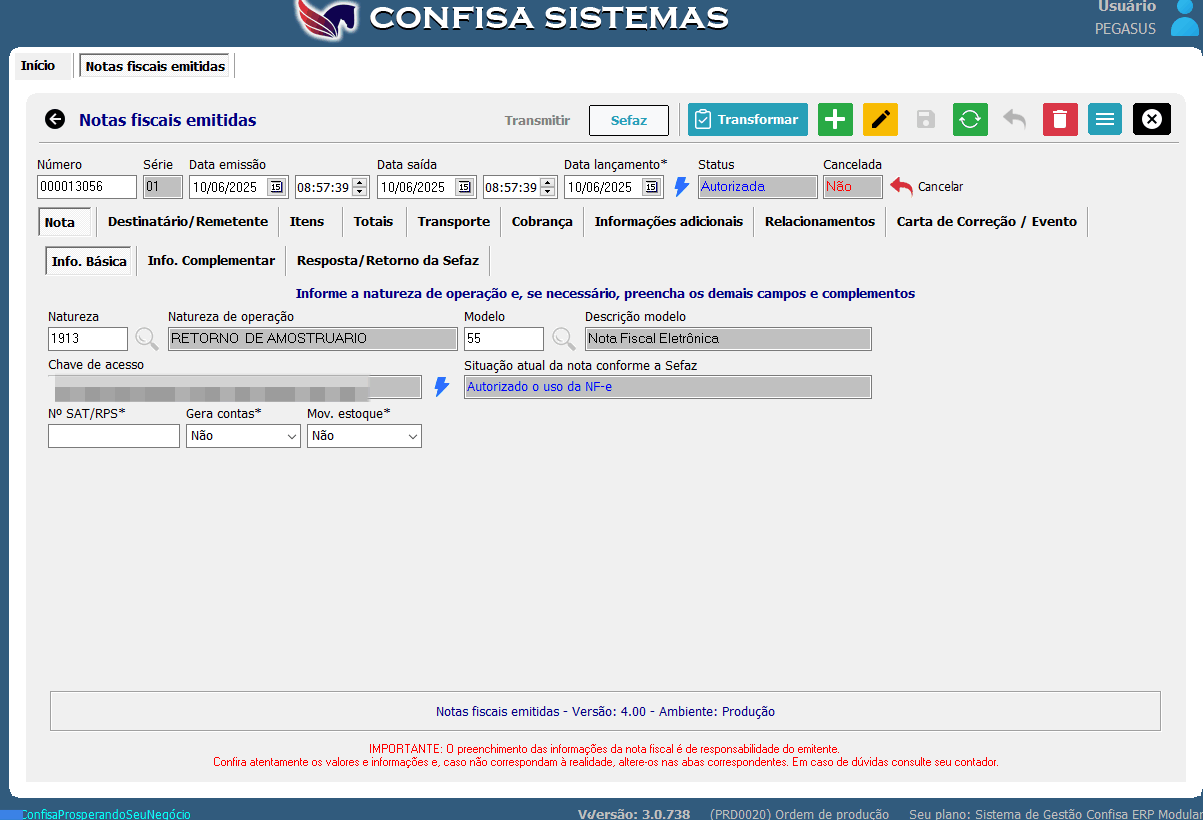 CONFISA SISTEMAS
Usuário
PEGASUS
Início
Notas fiscais emitidas
Notas fiscais emitidas
Transmitir
Sefaz
Transformar
Número
Série
Data emissão
Data saída
Data lançamento*
Status
Cancelada
000013056
01
10/06/2025
15
08:57:39
10/06/2025
15
08:57:39
10/06/2025
15
Autorizada
Não
Cancelar
Nota
Destinatário/Remetente
Itens
Totais
Transporte
Cobrança
Informações adicionais
Relacionamentos
Carta de Correção / Evento
Info. Básica
Info. Complementar
Resposta/Retorno da Sefaz
Informe a natureza de operação e, se necessário, preencha os demais campos e complementos
Natureza
Natureza de operação
Modelo
Descrição modelo
1913
RETORNO DE AMOSTRUARIO
55
Nota Fiscal Eletrônica
Chave de acesso
Situação atual da nota conforme a Sefaz
Autorizado o uso da NF-e
Nº SAT/RPS*
Gera contas*
Mov. estoque*
Não
Não
Notas fiscais emitidas - Versão: 4.00 - Ambiente: Produção
IMPORTANTE: O preenchimento das informações da nota fiscal é de responsabilidade do emitente.
Confira atentamente os valores e informações e, caso não correspondam à realidade, altere-os nas abas correspondentes. Em caso de dúvidas consulte seu contador.
ConfisaProsperandoSeuNegócio
Versão: 3.0.738
(PRD0020) Ordem de produção
Seu plano: Sistema de Gestão Confisa ERP Modular